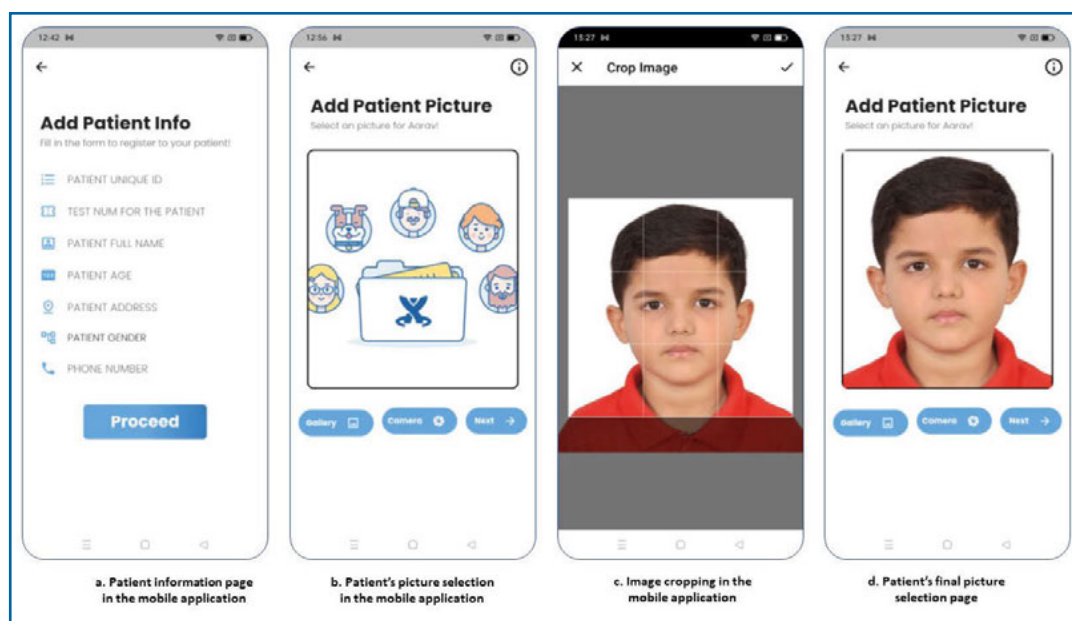 12:42
Add Patient Info
Fill in the form to register to your patient!
PATIENT UNIQUE ID
TEST NUM FOR THE PATIENT
PATIENT FULL NAME
PATIENT AGE
PATIENT ADDRESS
PATIENT GENDER
PHONE NUMBER
Proceed
a. Patient information page
in the mobile application
12:56
Add Patient Picture
Select an picture for Aarav!
Gallery
Camera
Next
b. Patient's picture selection
in the mobile application
15:27
Crop Image
c. Image cropping in the
mobile application
15:27
Add Patient Picture
Select an picture for Aarav!
Gallery
Camera
Next
d. Patient's final picture
selection page